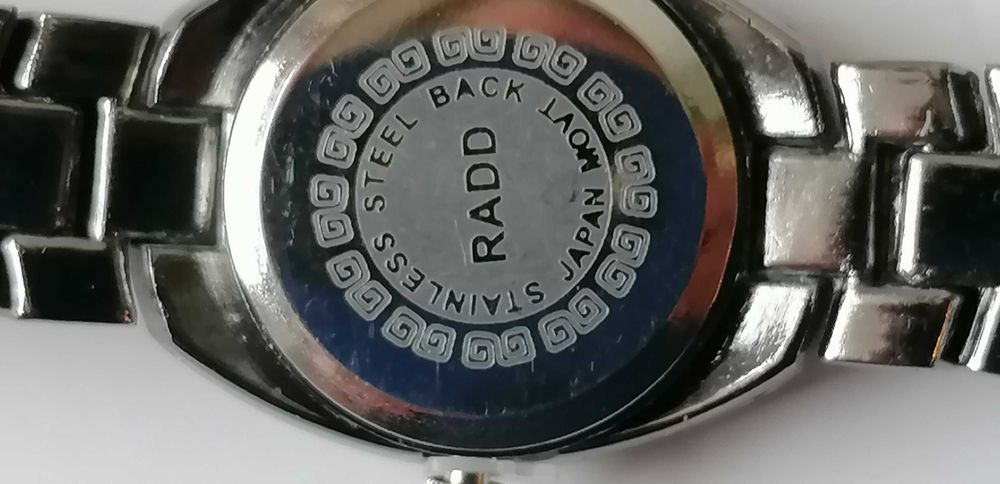 RADD
STAINLESS STEEL BACK
JAPAN MOVT